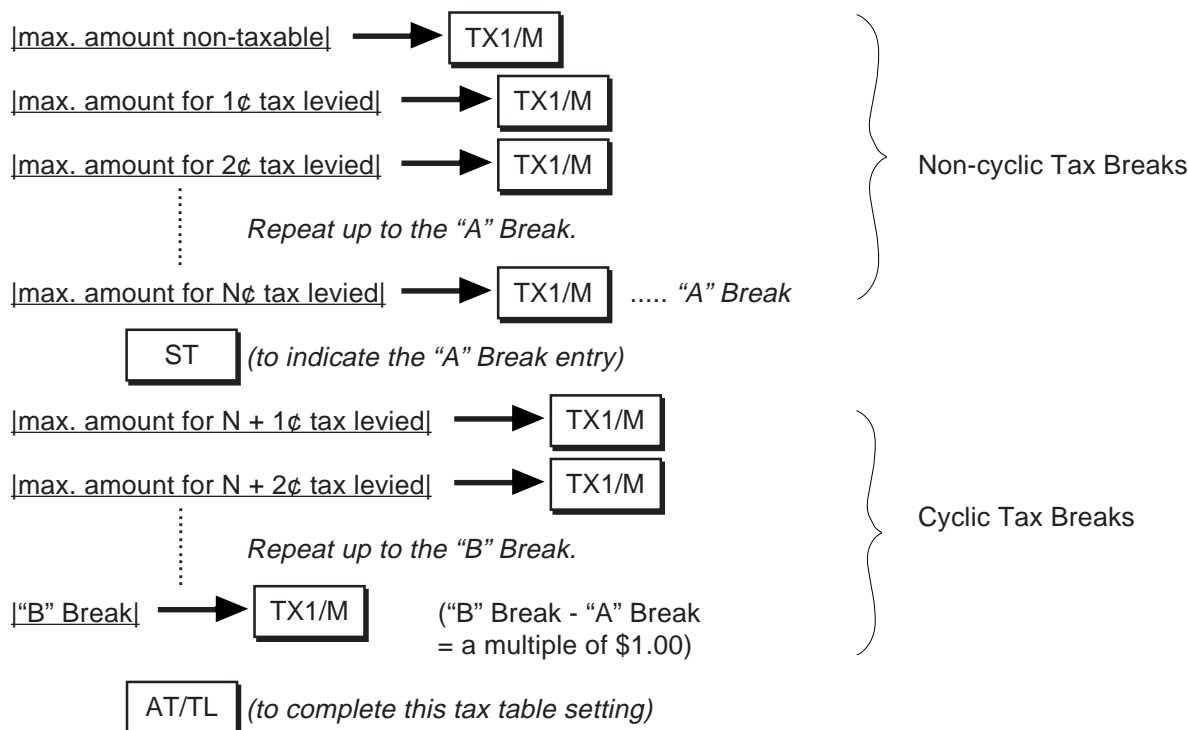 |max. amount non-taxable| TX1/M
|max. amount for 1¢ tax levied| TX1/M
|max. amount for 2¢ tax levied| TX1/M
Non-cyclic Tax Breaks
Repeat up to the “A” Break.
|max. amount for N¢ tax levied| TX1/M ..... “A” Break
ST (to indicate the “A” Break entry)
|max. amount for N + 1¢ tax levied| TX1/M
|max. amount for N + 2¢ tax levied| TX1/M
Cyclic Tax Breaks
Repeat up to the “B” Break.
|“B” Break| TX1/M (“B” Break - “A” Break
= a multiple of $1.00)
AT/TL (to complete this tax table setting)